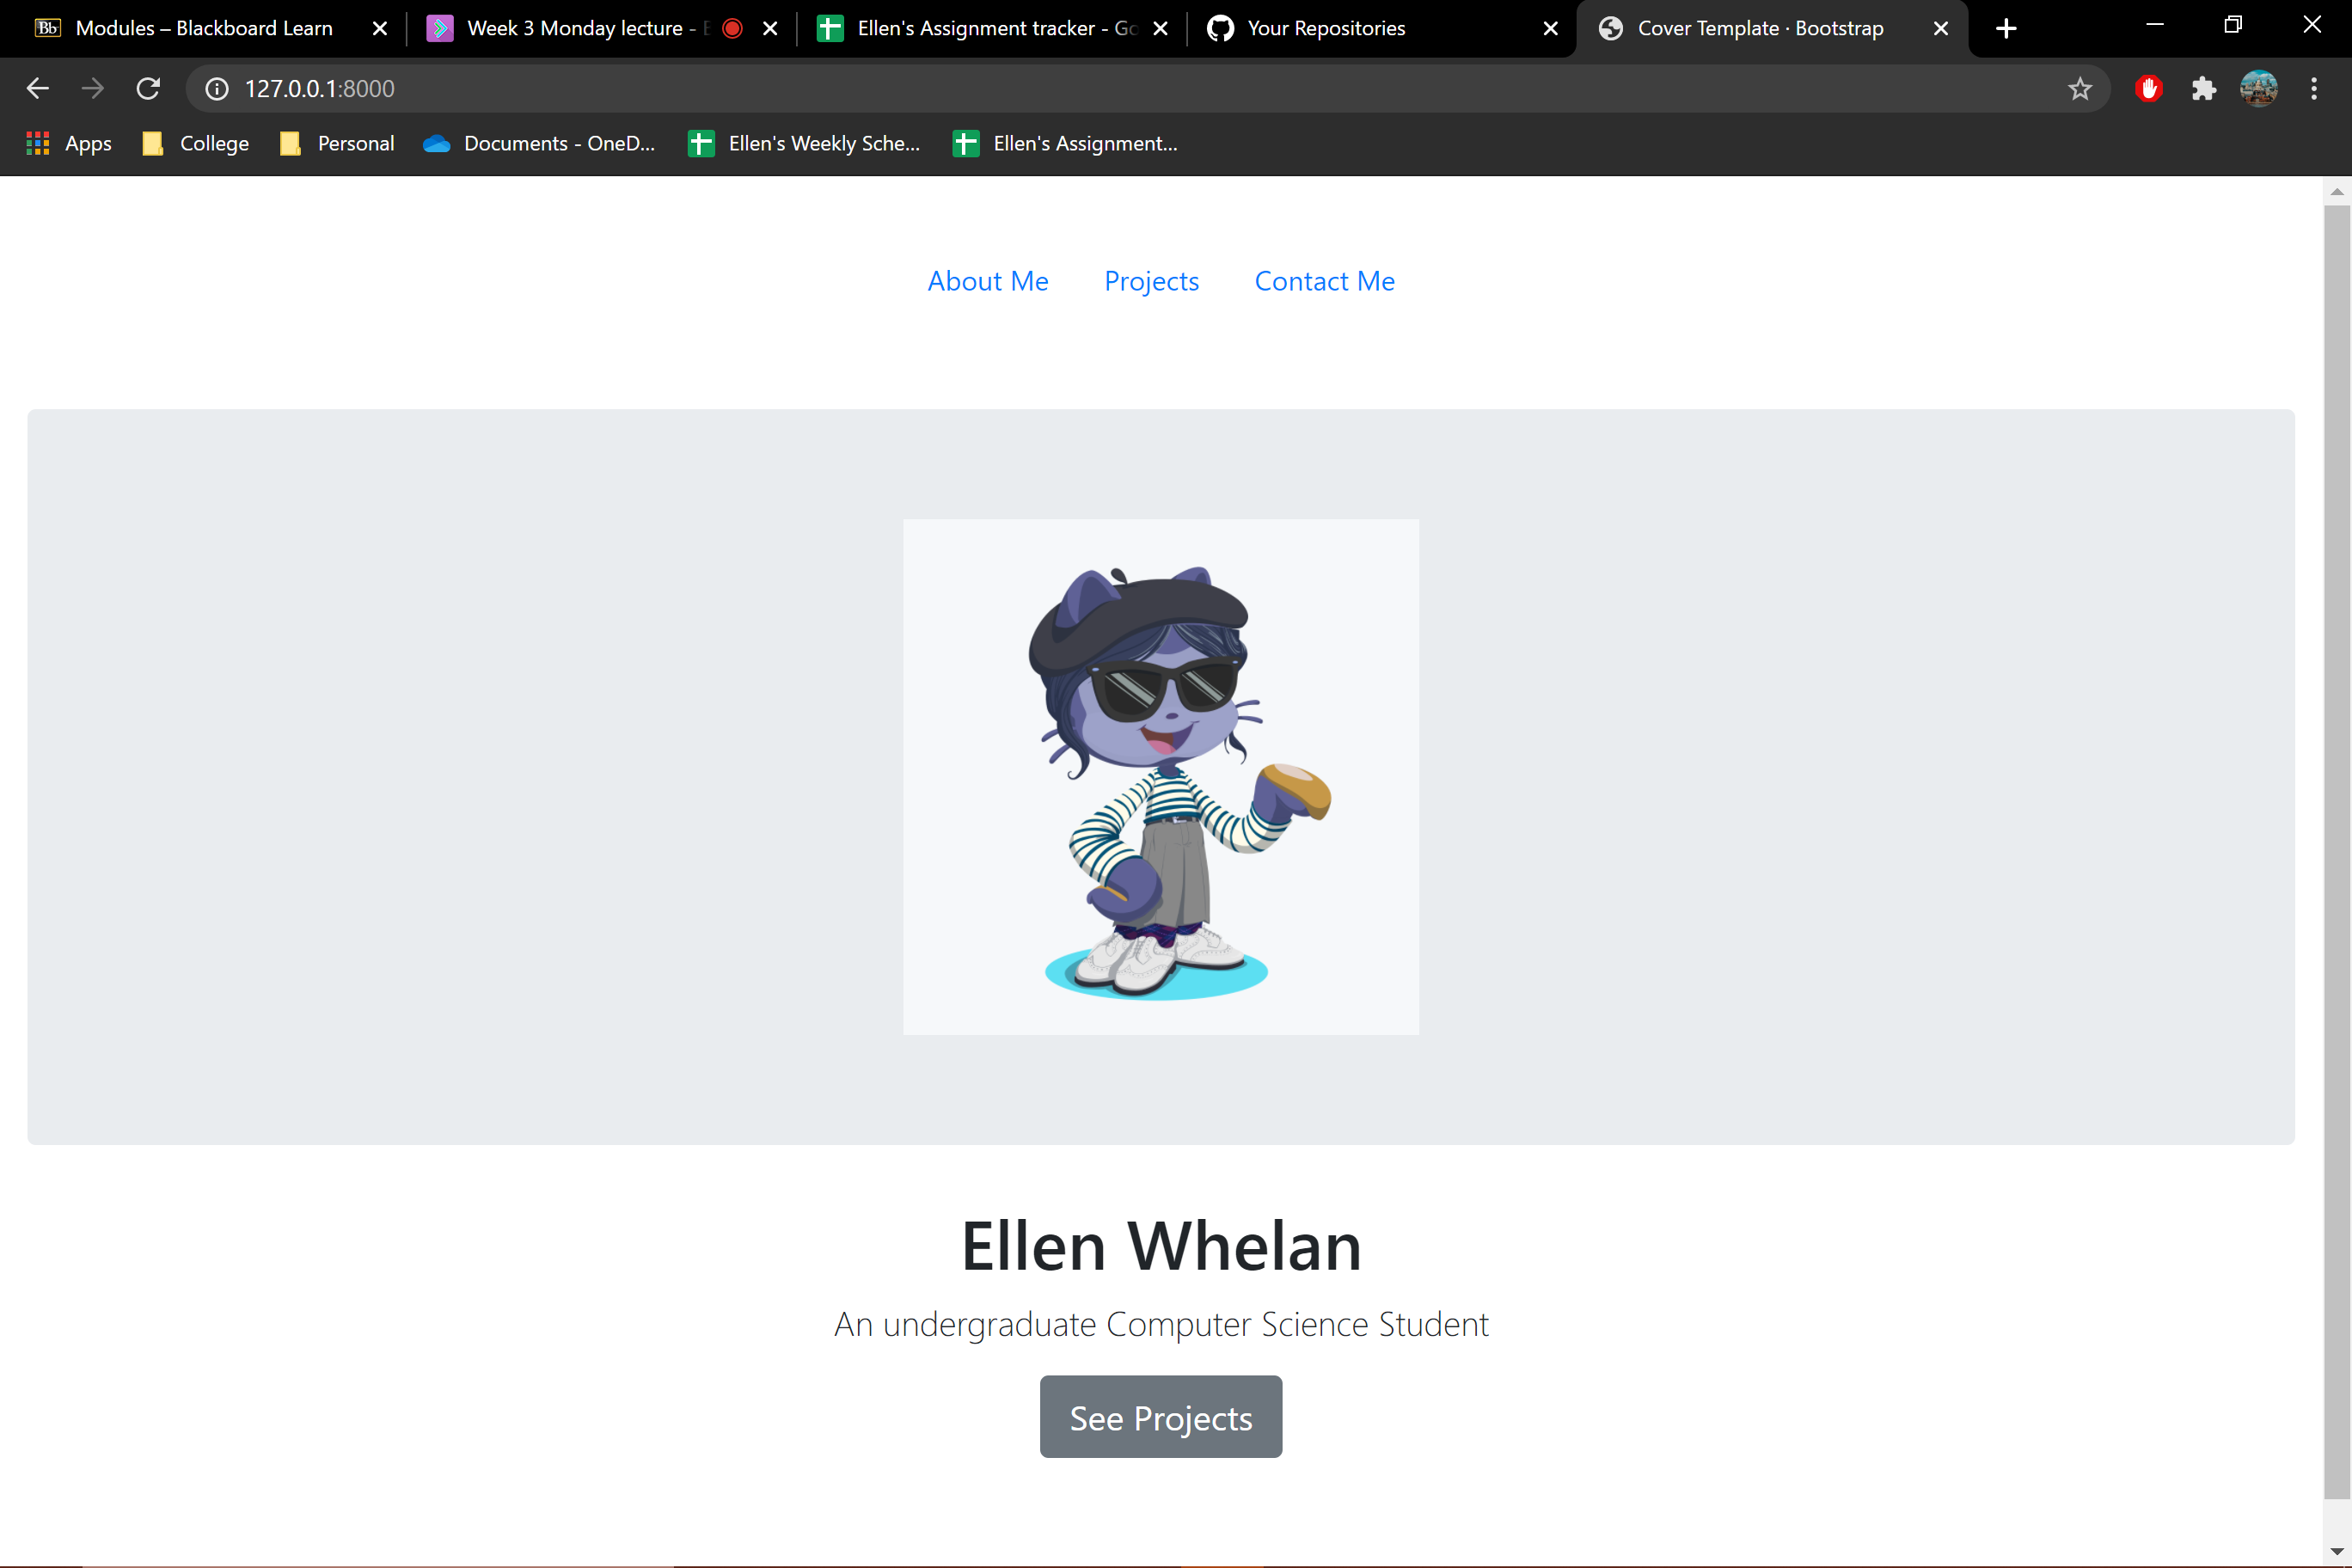 Bb Modules – Blackboard Learn
Week 3 Monday lecture -
Ellen's Assignment tracker - Go
Your Repositories
Cover Template · Bootstrap
127.0.0.1:8000
Apps
College
Personal
Documents - OneD...
Ellen's Weekly Sche...
Ellen's Assignment...
About Me
Projects
Contact Me
Ellen Whelan
An undergraduate Computer Science Student
See Projects